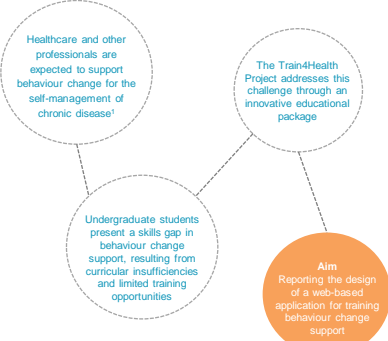 Healthcare and other
professionals are
expected to support
behaviour change for the
self-management of
chronic disease¹
The Train4Health
Project addresses this
challenge through an
innovative educational
package
Undergraduate students
present a skills gap in
behaviour change
support, resulting from
curricular insufficiencies
and limited training
opportunities
Aim
Reporting the design
of a web-based
application for training
behaviour change
support